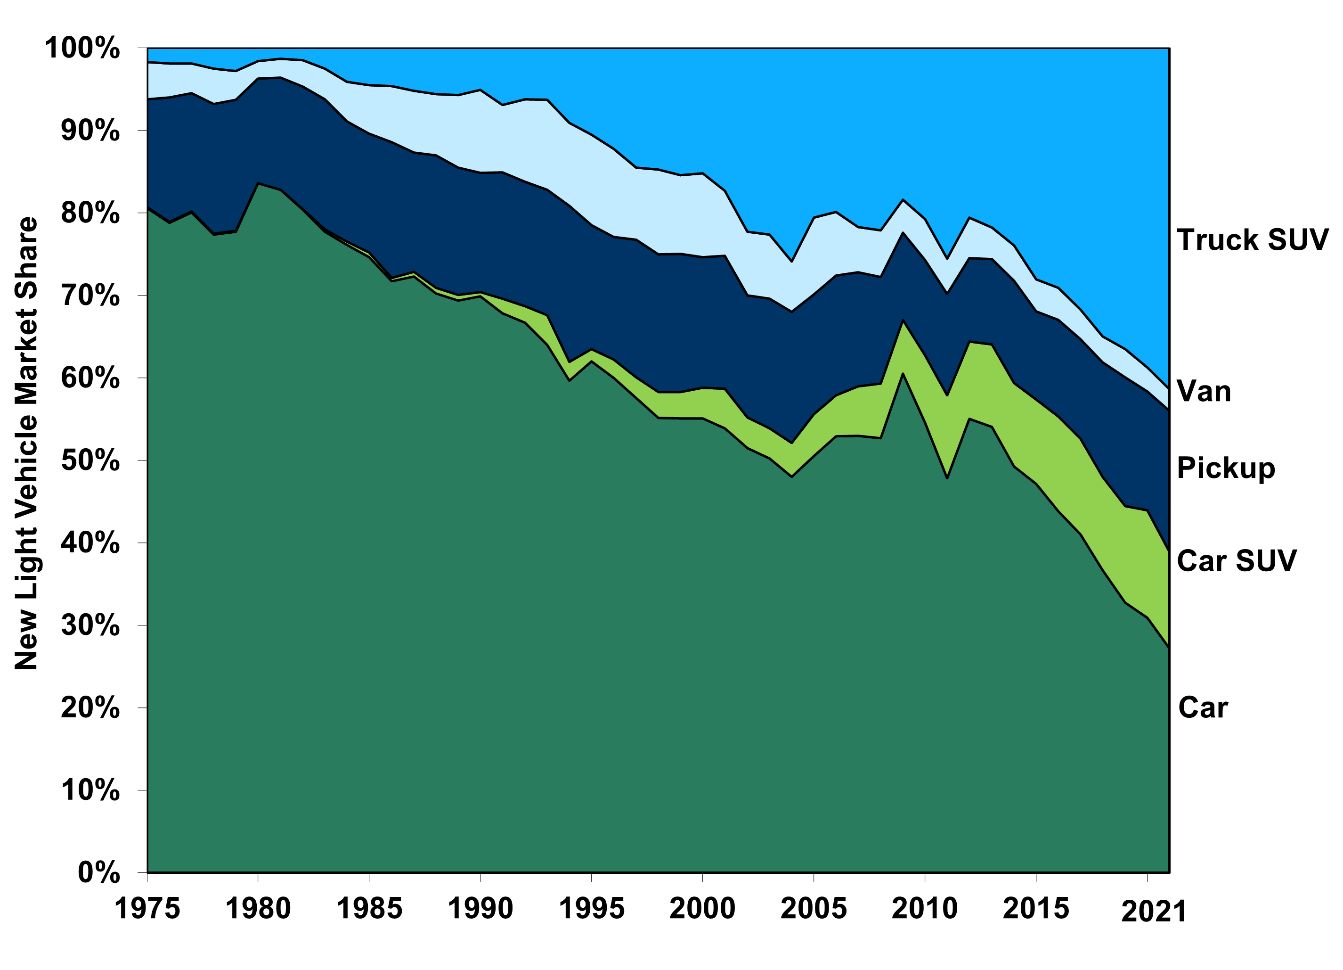 New Light Vehicle Market Share
100%
90%
80%
70%
60%
50%
40%
30%
20%
10%
0%
1975 1980 1985 1990 1995 2000 2005 2010 2015 2021
Truck SUV
Van
Pickup
Car SUV
Car